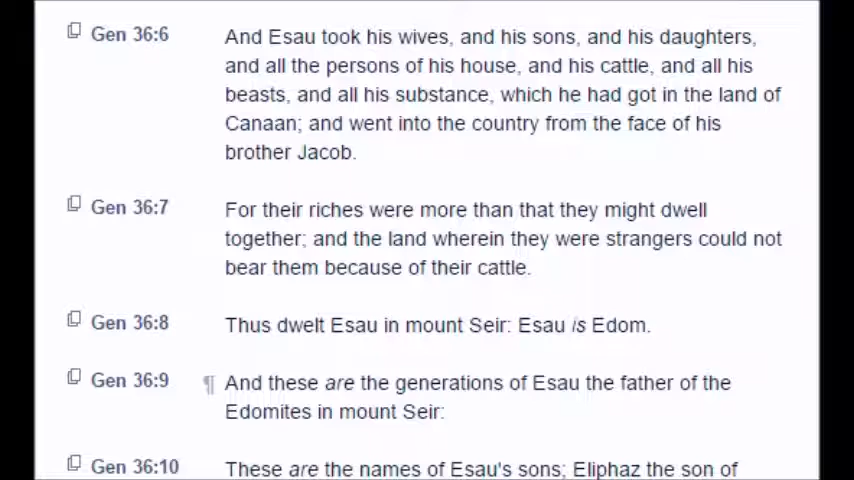 Gen 36:6 And Esau took his wives, and his sons, and his daughters,
and all the persons of his house, and his cattle, and all his
beasts, and all his substance, which he had got in the land of
Canaan; and went into the country from the face of his
brother Jacob.
Gen 36:7 For their riches were more than that they might dwell
together; and the land wherein they were strangers could not
bear them because of their cattle.
Gen 36:8 Thus dwelt Esau in mount Seir: Esau is Edom.
Gen 36:9 ¶ And these are the generations of Esau the father of the
Edomites in mount Seir:
Gen 36:10 These are the names of Esau's sons; Eliphaz the son of